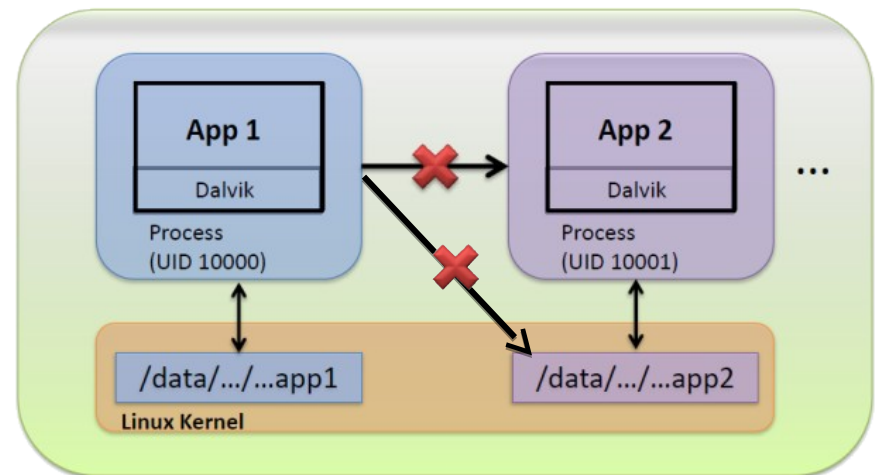 App 1
Dalvik
Process
(UID 10000)
App 2
Dalvik
Process
(UID 10001)
...
/data/.../...app1
/data/.../...app2
Linux Kernel